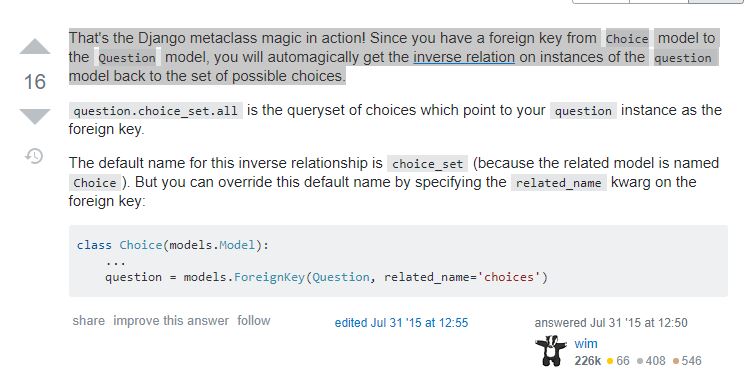 That's the Django metaclass magic in action! Since you have a foreign key from Choice model to
the Question model, you will automagically get the inverse relation on instances of the question
model back to the set of possible choices.
16
question.choice_set.all is the queryset of choices which point to your question instance as the
foreign key.
The default name for this inverse relationship is choice_set (because the related model is named
Choice ). But you can override this default name by specifying the related_name kwarg on the
foreign key:
class Choice(models.Model):
...
question = models.ForeignKey(Question, related_name='choices')
share improve this answer follow
edited Jul 31 '15 at 12:55
answered Jul 31 '15 at 12:50
wim
226k 66 408 546